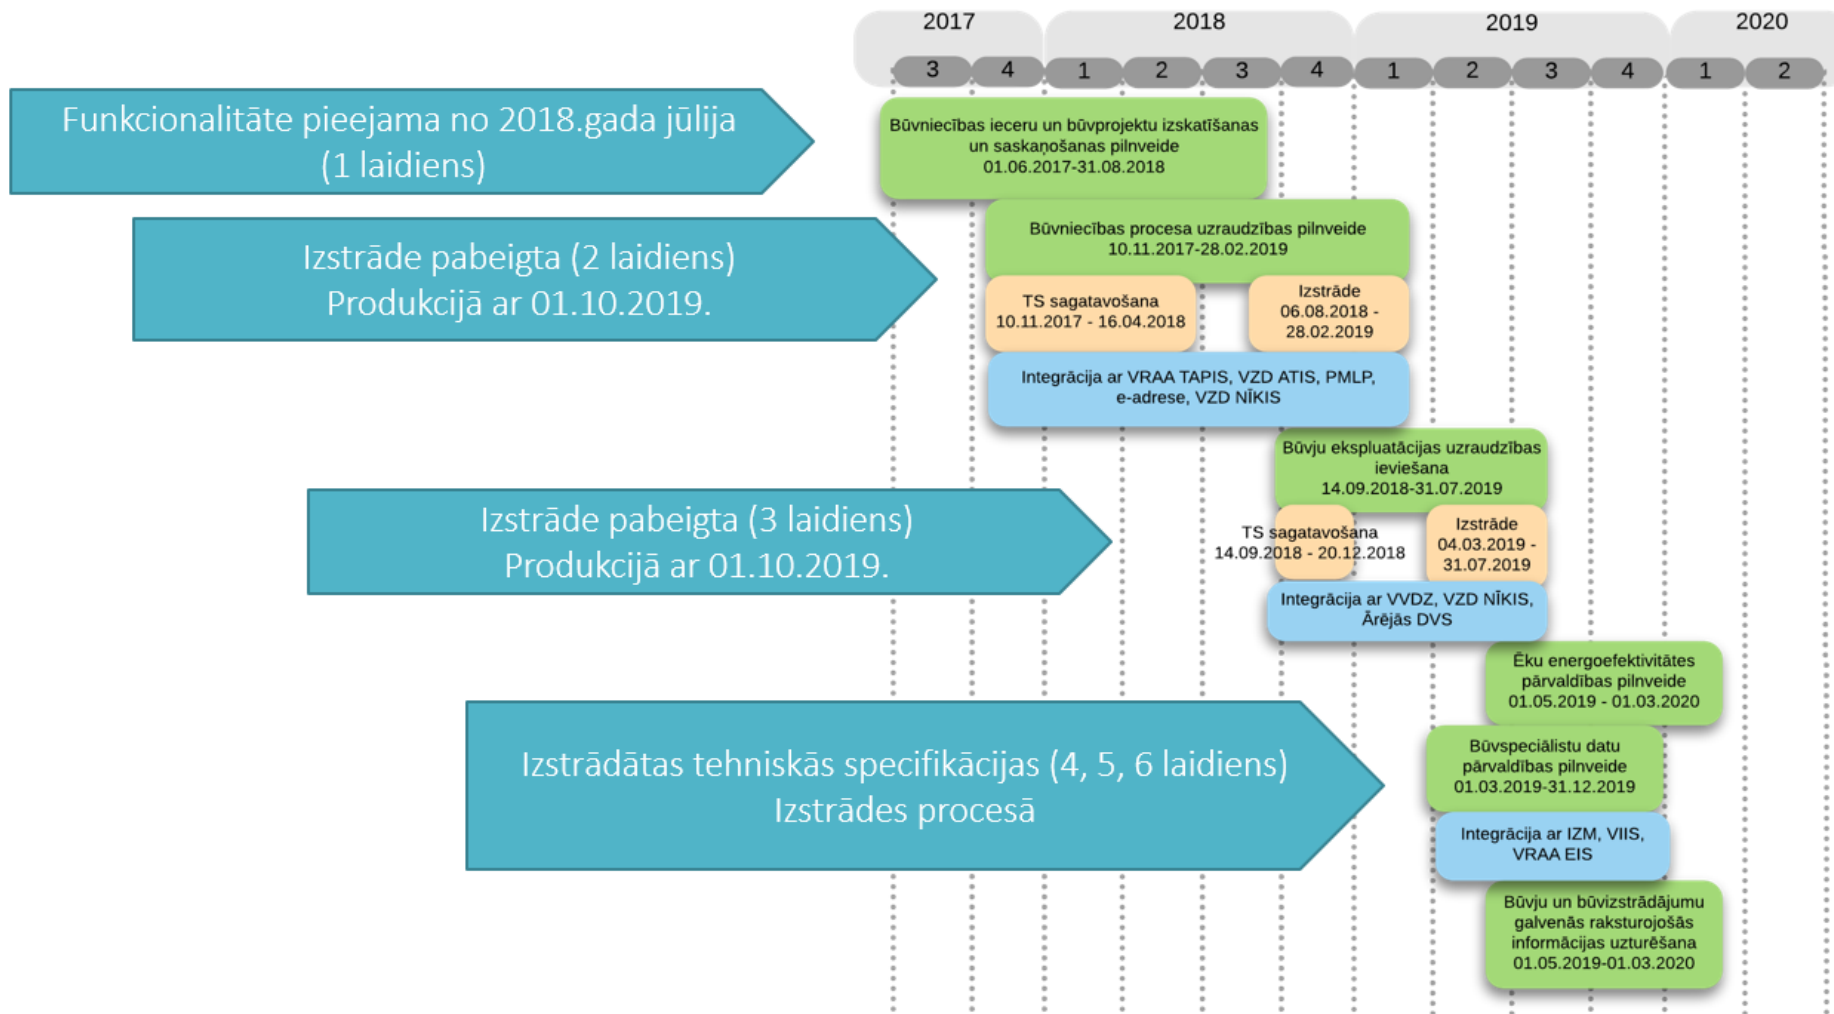 2017
2018
2019
2020
3
4
1
2
3
4
1
2
3
4
1
2
Funkcionalitāte pieejama no 2018.gada jūlija
(1 laidiens)
Būvniecības ieceru un būvprojektu izskatīšanas
un saskaņošanas pilnveide
01.06.2017-31.08.2018
Izstrāde pabeigta (2 laidiens)
Produkcijā ar 01.10.2019.
Būvniecības procesa uzraudzības pilnveide
10.11.2017-28.02.2019
TS sagatavošana
10.11.2017 - 16.04.2018
Izstrāde
06.08.2018 -
28.02.2019
Integrācija ar VRAA TAPIS, VZD ATIS, PMLP,
e-adrese, VZD NĪKIS
Izstrāde pabeigta (3 laidiens)
Produkcijā ar 01.10.2019.
Būvju ekspluatācijas uzraudzības
ieviešana
14.09.2018-31.07.2019
TS sagatavošana
14.09.2018 - 20.12.2018
Izstrāde
04.03.2019 -
31.07.2019
Integrācija ar VVDZ, VZD NĪKIS,
Ārējās DVS
Izstrādātas tehniskās specifikācijas (4, 5, 6 laidiens)
Izstrādes procesā
Ēku energoefektivitātes
pārvaldības pilnveide
01.05.2019 - 01.03.2020
Būvspeciālistu datu
pārvaldības pilnveide
01.03.2019-31.12.2019
Integrācija ar IZM, VIIS,
VRAA EIS
Būvju un būvizstrādājumu
galvenās raksturojošās
informācijas uzturēšana
01.05.2019-01.03.2020